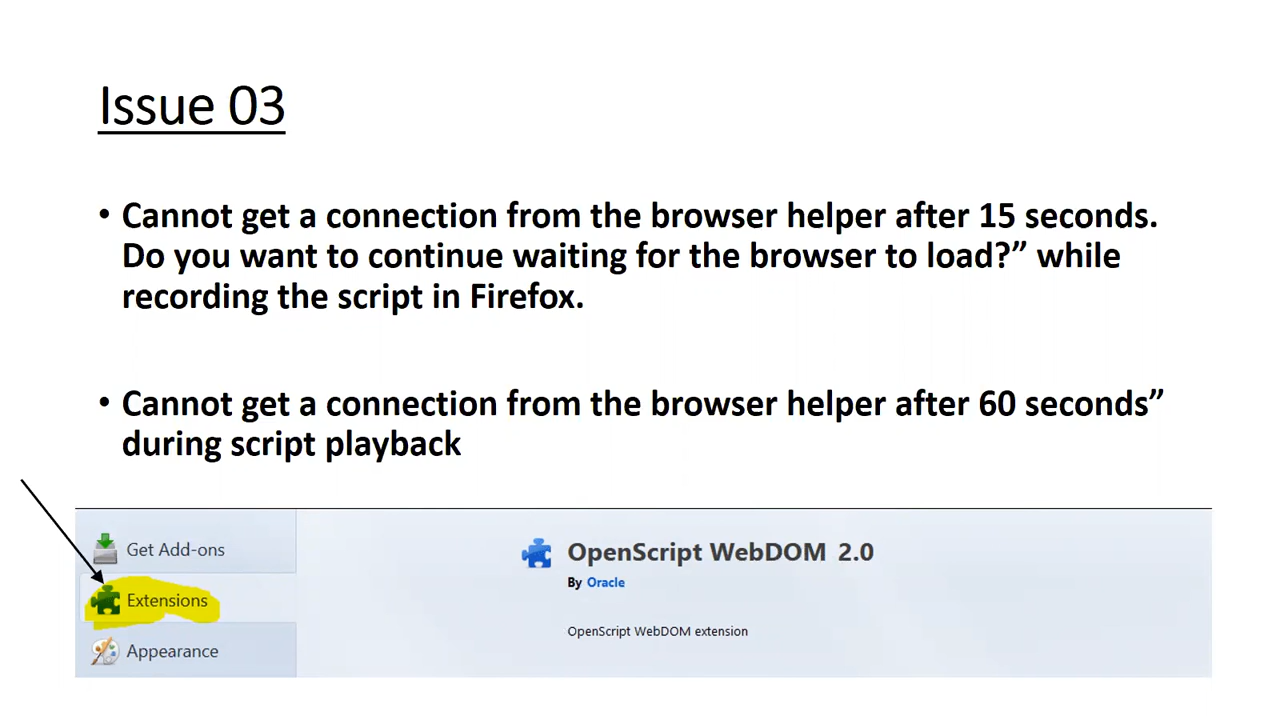 Issue 03
• Cannot get a connection from the browser helper after 15 seconds.
Do you want to continue waiting for the browser to load?” while
recording the script in Firefox.
• Cannot get a connection from the browser helper after 60 seconds”
during script playback
Get Add-ons
Extensions
Appearance
OpenScript WebDOM 2.0
By Oracle
OpenScript WebDOM extension